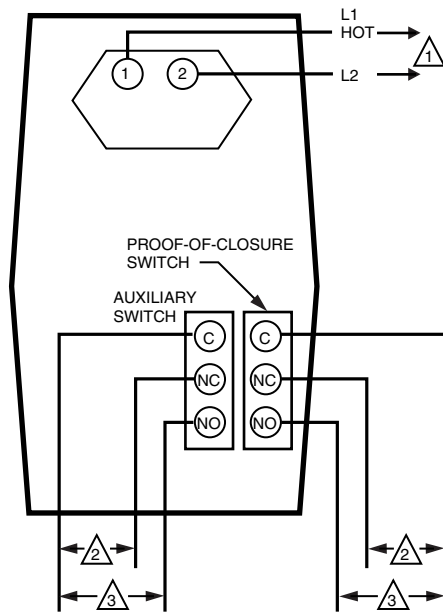 L1
HOT
1
1
2
L2
PROOF-OF-CLOSURE
SWITCH
AUXILIARY
SWITCH
C
C
NC
NC
NO
NO
2
2
3
3